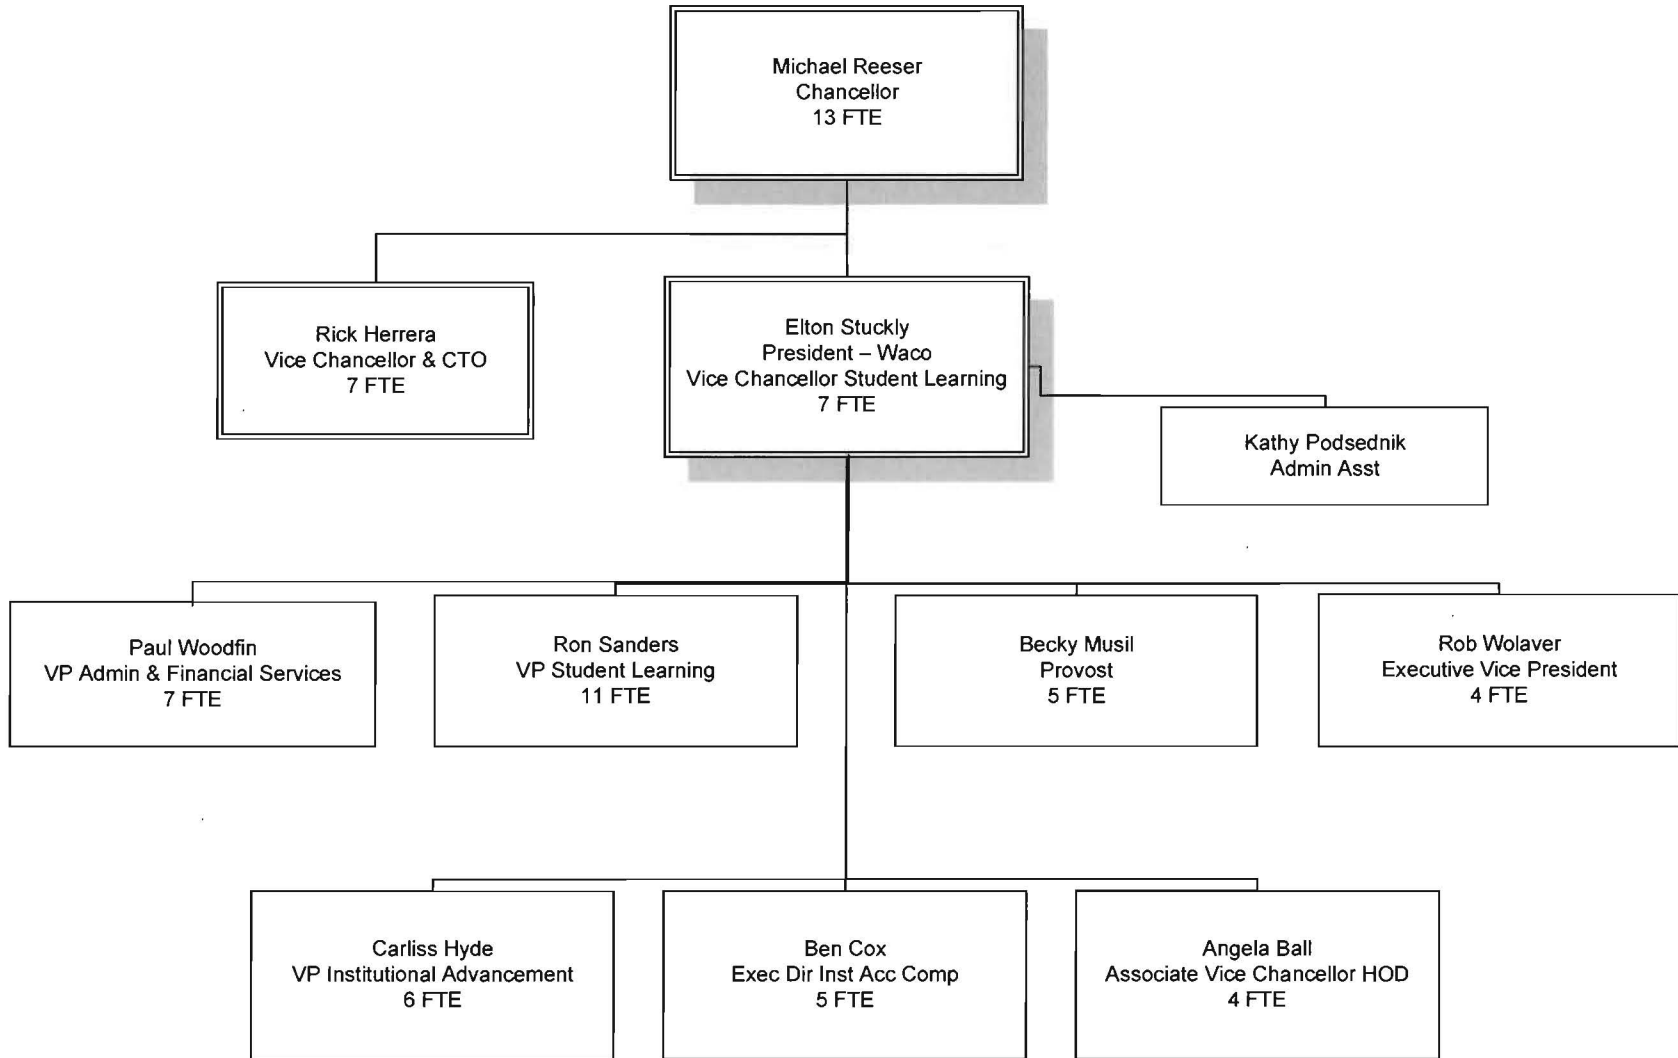 Michael Reeser
Chancellor
13 FTE
Rick Herrera
Vice Chancellor & CTO
7 FTE
Elton Stuckly
President – Waco
Vice Chancellor Student Learning
7 FTE
Kathy Podsednik
Admin Asst
Paul Woodfin
VP Admin & Financial Services
7 FTE
Ron Sanders
VP Student Learning
11 FTE
Becky Musil
Provost
5 FTE
Rob Wolaver
Executive Vice President
4 FTE
Carliss Hyde
VP Institutional Advancement
6 FTE
Ben Cox
Exec Dir Inst Acc Comp
5 FTE
Angela Ball
Associate Vice Chancellor HOD
4 FTE